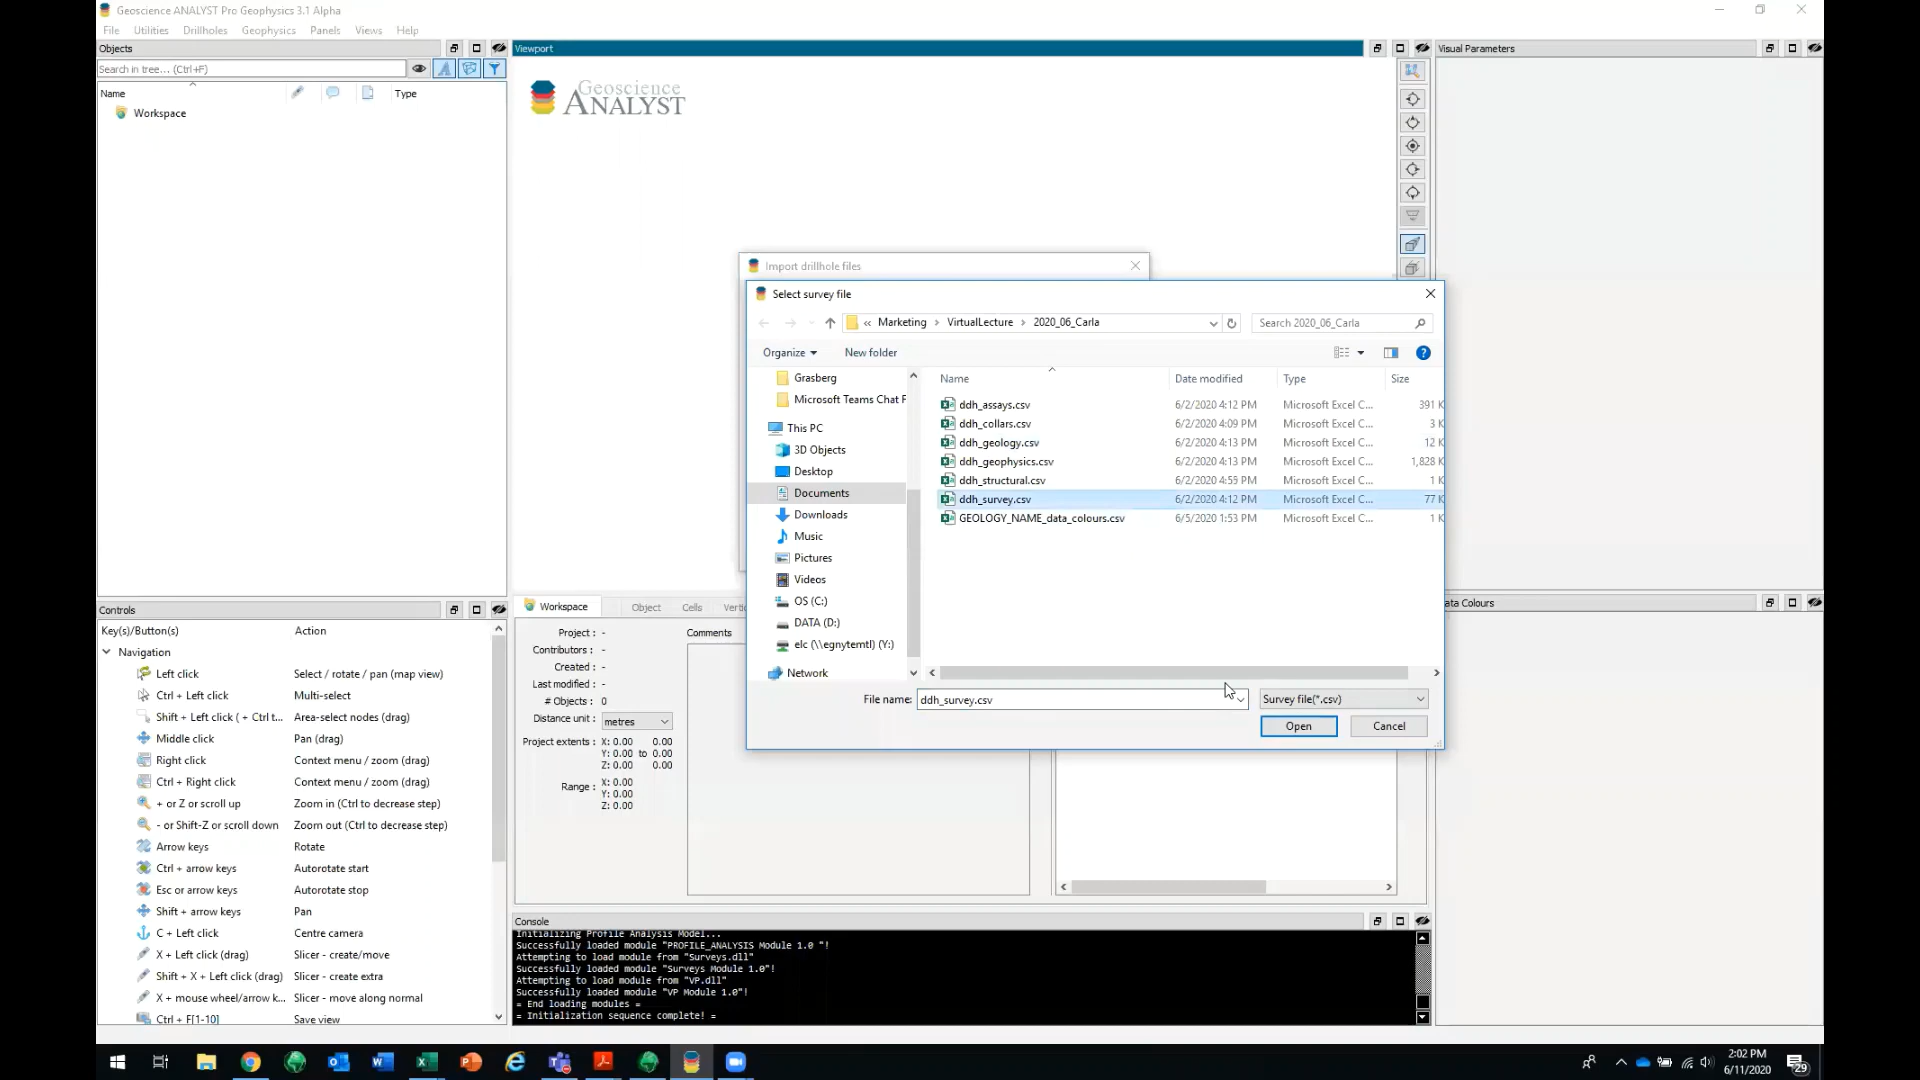 Geoscience ANALYST Pro Geophysics 3.1 Alpha
File Utilities Drillholes Geophysics Panels Views Help
Objects
Search in tree... (Ctrl+F)
Name Type
Workspace
Viewport
Geoscience
ANALYST
Visual Parameters
Import drillhole files
Select survey file
« Marketing › VirtualLecture › 2020_06_Carla
Search 2020_06_Carla
Organize New folder
Grasberg
Microsoft Teams Chat F
This PC
3D Objects
Desktop
Documents
Downloads
Music
Pictures
Videos
OS (C:)
DATA (D:)
elc (\\egnytemtl) (Y:)
Network
Name Date modified Type Size
ddh_assays.csv 6/2/2020 4:12 PM Microsoft Excel C... 391 K
ddh_collars.csv 6/2/2020 4:09 PM Microsoft Excel C... 3 K
ddh_geology.csv 6/2/2020 4:13 PM Microsoft Excel C... 12 K
ddh_geophysics.csv 6/2/2020 4:13 PM Microsoft Excel C... 1,828 K
ddh_structural.csv 6/2/2020 4:59 PM Microsoft Excel C... 1 K
ddh_survey.csv 6/2/2020 4:12 PM Microsoft Excel C... 77 K
GEOLOGY_NAME_data_colours.csv 6/5/2020 1:53 PM Microsoft Excel C... 1 K
File name: ddh_survey.csv Survey file(*.csv)
Open Cancel
Controls
Key(s)/Button(s) Action
Navigation
Left click Select / rotate / pan (map view)
Ctrl + Left click Multi-select
Shift + Left click ( + Ctrl t... Area-select nodes (drag)
Middle click Pan (drag)
Right click Context menu / zoom (drag)
Ctrl + Right click Context menu / zoom (drag)
+ or Z or scroll up Zoom in (Ctrl to decrease step)
- or Shift-Z or scroll down Zoom out (Ctrl to decrease step)
Arrow keys Rotate
Ctrl + arrow keys Autorotate start
Esc or arrow keys Autorotate stop
Shift + arrow keys Pan
C + Left click Centre camera
X + Left click (drag) Slicer - create/move
Shift + X + Left click (drag) Slicer - create extra
X + mouse wheel/arrow k... Slicer - move along normal
Ctrl + F[1-10] Save view
Workspace Object Cells Vertic
Project : -
Contributors : -
Created : -
Last modified : -
# Objects : 0
Distance unit : metres
Project extents : X: 0.00 0.00
Y: 0.00 to 0.00
Z: 0.00 0.00
Range : X: 0.00
Y: 0.00
Z: 0.00
Comments
ata Colours
Console
Initializing Profile Analysis Model...
Successfully loaded module "PROFILE_ANALYSIS Module 1.0 "!
Attempting to load module from "Surveys.dll"
Successfully loaded module "Surveys Module 1.0"!
Attempting to load module from "VP.dll"
Successfully loaded module "VP Module 1.0"!
= End loading modules =
= Initialization sequence complete! =
2:02 PM
6/11/2020
29